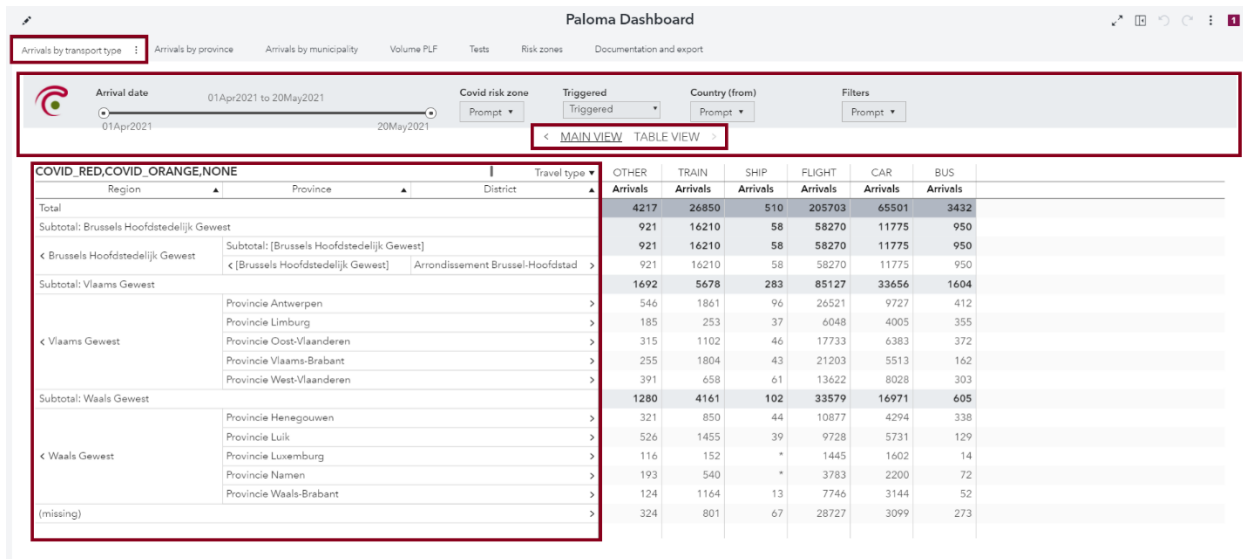 Paloma Dashboard
1
Arrivals by transport type
Arrivals by province
Arrivals by municipality
Volume PLF
Tests
Risk zones
Documentation and export
Arrival date
01Apr2021 to 20May2021
Covid risk zone
Triggered
Country (from)
Filters
Prompt
Triggered
Prompt
Prompt
01Apr2021
20May2021
< MAIN VIEW TABLE VIEW >
COVID_RED,COVID_ORANGE,NONE Travel type OTHER TRAIN SHIP FLIGHT CAR BUS
Region Province District Arrivals Arrivals Arrivals Arrivals Arrivals Arrivals
Total 4217 26850 510 205703 65501 3432
Subtotal: Brussels Hoofdstedelijk Gewest 921 16210 58 58270 11775 950
< Brussels Hoofdstedelijk Gewest
Subtotal: [Brussels Hoofdstedelijk Gewest] 921 16210 58 58270 11775 950
< [Brussels Hoofdstedelijk Gewest] Arrondissement Brussel-Hoofdstad > 921 16210 58 58270 11775 950
Subtotal: Vlaams Gewest 1692 5678 283 85127 33656 1604
< Vlaams Gewest
Provincie Antwerpen > 546 1861 96 26521 9727 412
Provincie Limburg > 185 253 37 6048 4005 355
Provincie Oost-Vlaanderen > 315 1102 46 17733 6383 372
Provincie Vlaams-Brabant > 255 1804 43 21203 5513 162
Provincie West-Vlaanderen > 391 658 61 13622 8028 303
Subtotal: Waals Gewest 1280 4161 102 33579 16971 605
< Waals Gewest
Provincie Henegouwen > 321 850 44 10877 4294 338
Provincie Luik > 526 1455 39 9728 5731 129
Provincie Luxemburg > 116 152 * 1445 1602 14
Provincie Namen > 193 540 * 3783 2200 72
Provincie Waals-Brabant > 124 1164 13 7746 3144 52
(missing) > 324 801 67 28727 3099 273